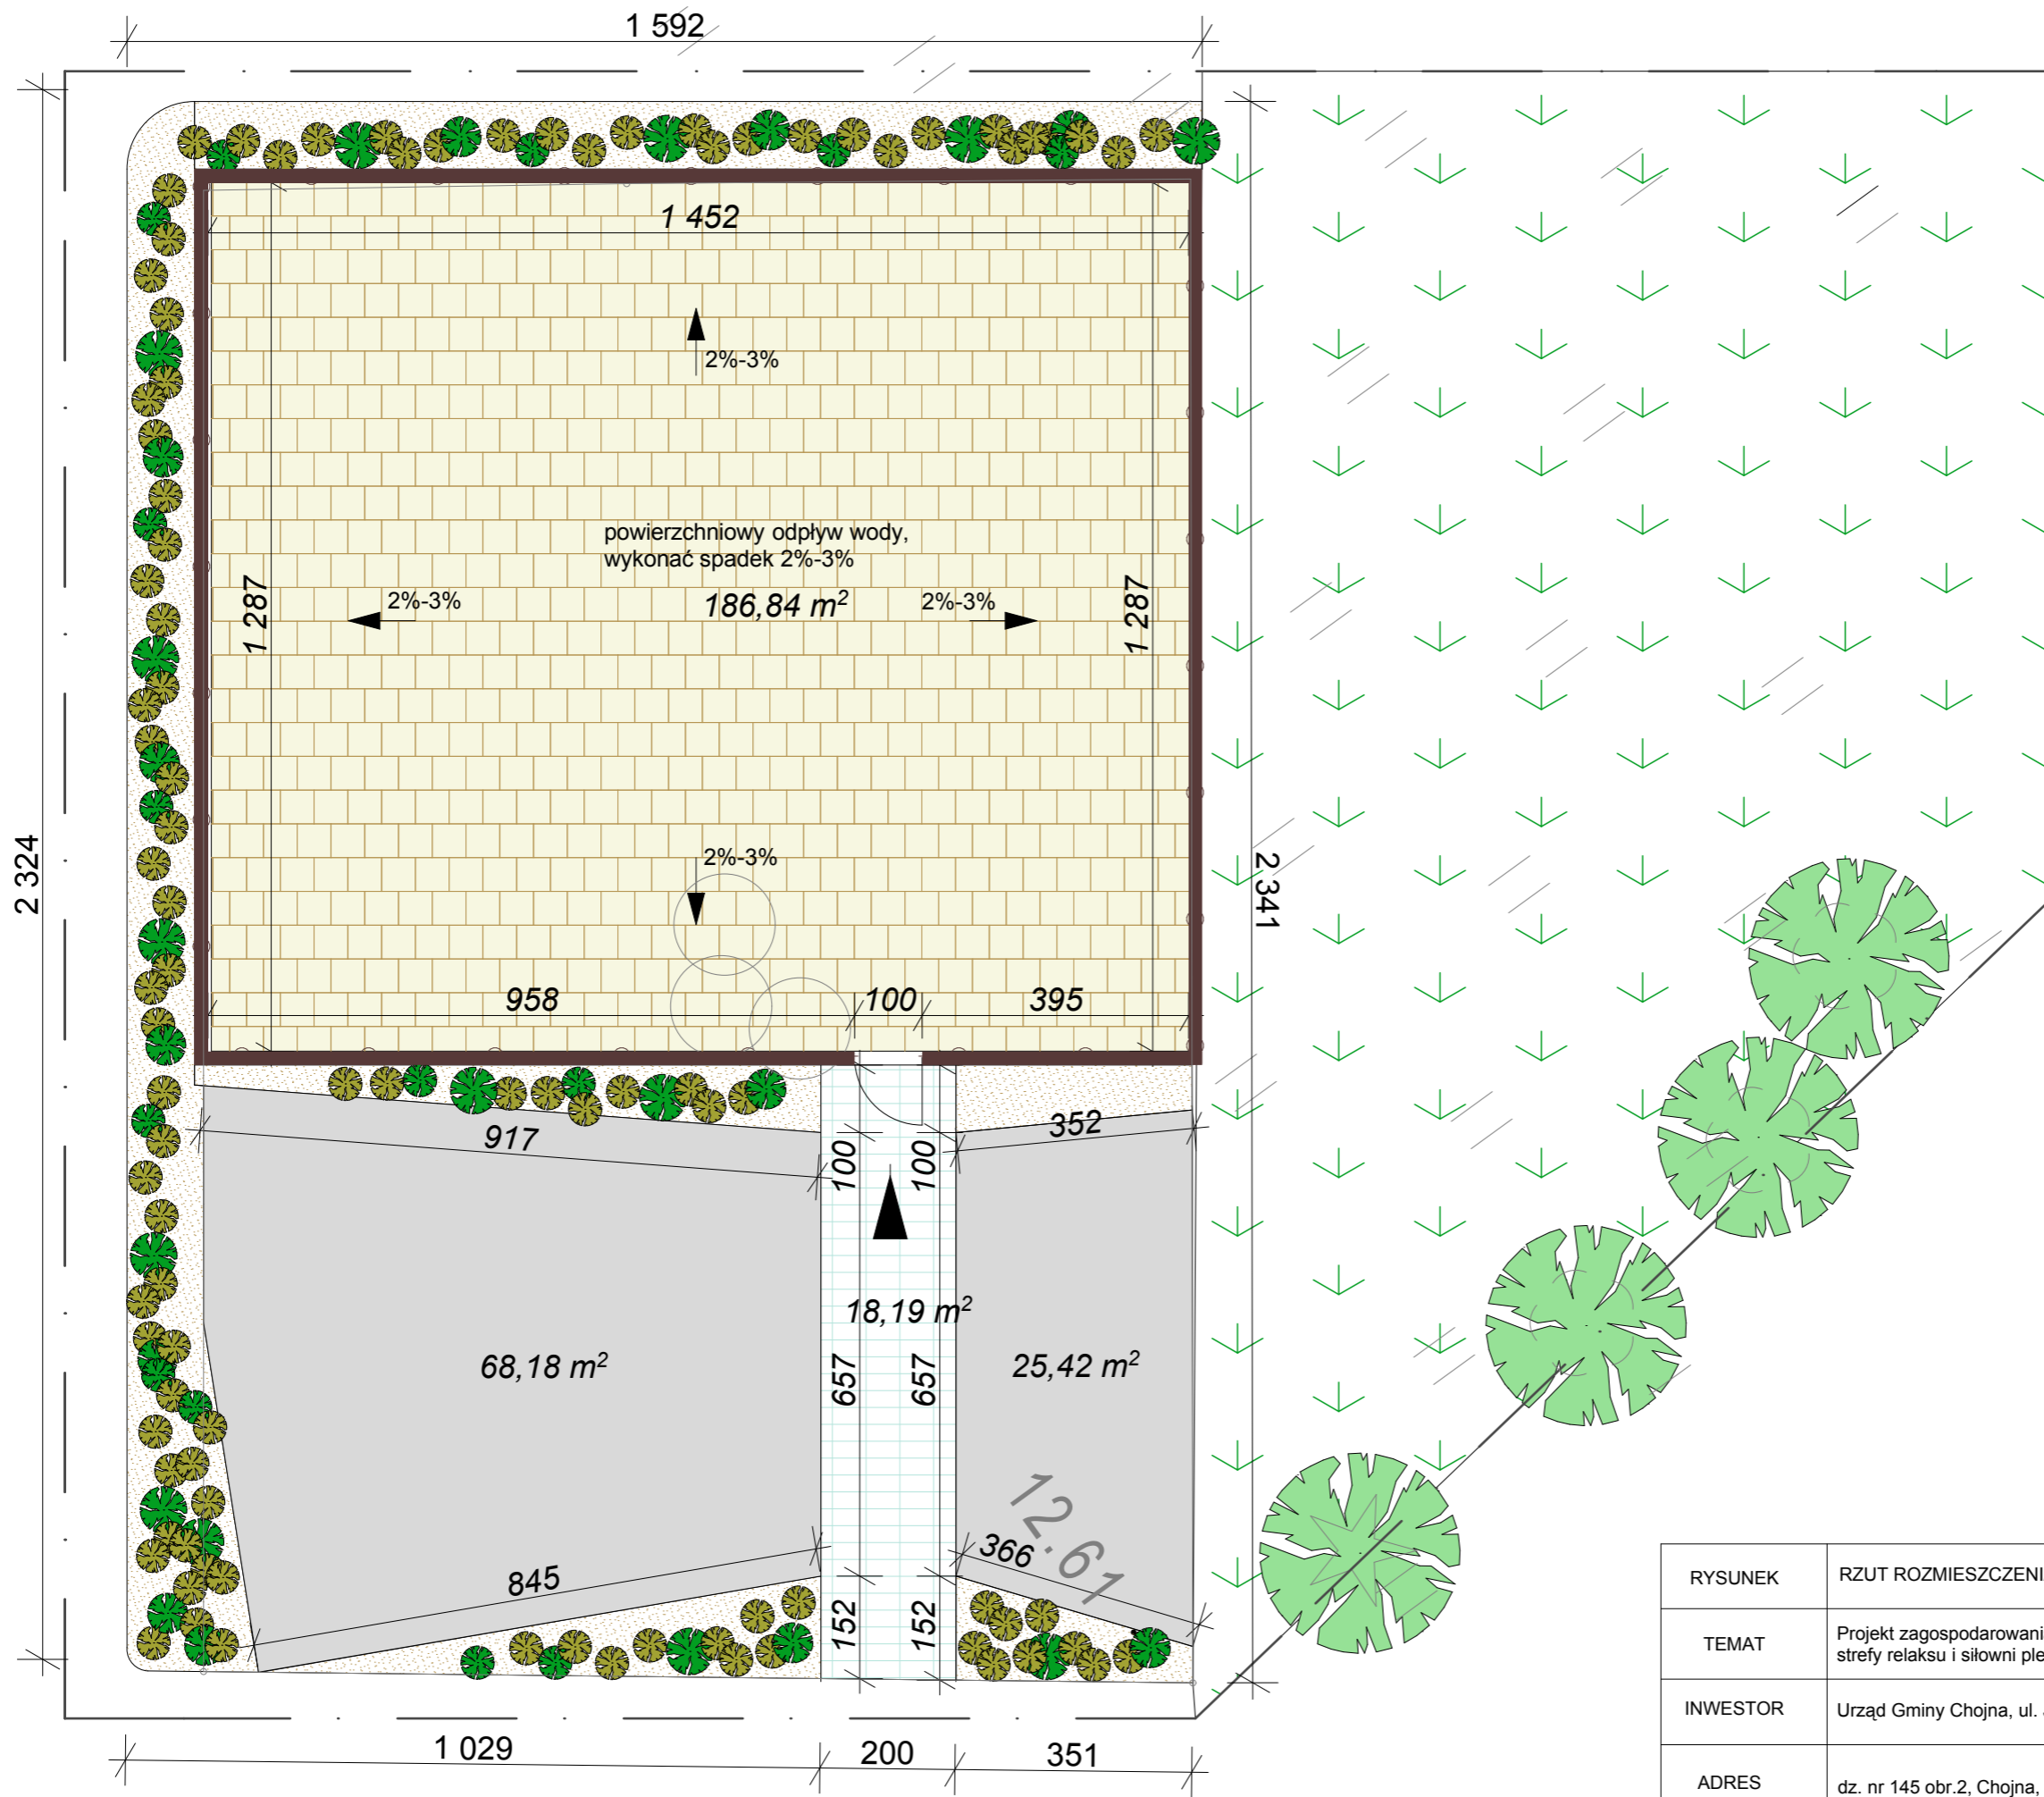 1 592
1 452
2%-3%
powierzchniowy odpływ wody,
wykonać spadek 2%-3%
1 287
2%-3%
186,84 m²
2%-3%
1 287
2 324
2%-3%
2 341
958
100
395
917
352
100
100
18,19 m²
68,18 m²
657
657
25,42 m²
12.61
366
845
152
152
1 029
200
351
RYSUNEK
RZUT ROZMIESZCZENI
TEMAT
Projekt zagospodarowani
strefy relaksu i siłowni ple
INWESTOR
Urząd Gminy Chojna, ul.
ADRES
dz. nr 145 obr.2, Chojna,